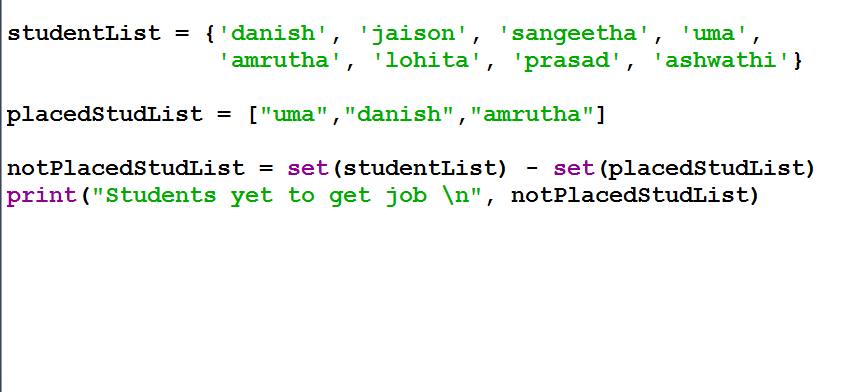 studentList = {'danish', 'jaison', 'sangeetha', 'uma',
'amrutha', 'lohita', 'prasad', 'ashwathi'}
placedStudList = ["uma","danish","amrutha"]
notPlacedStudList = set(studentList) - set(placedStudList)
print("Students yet to get job \n", notPlacedStudList)